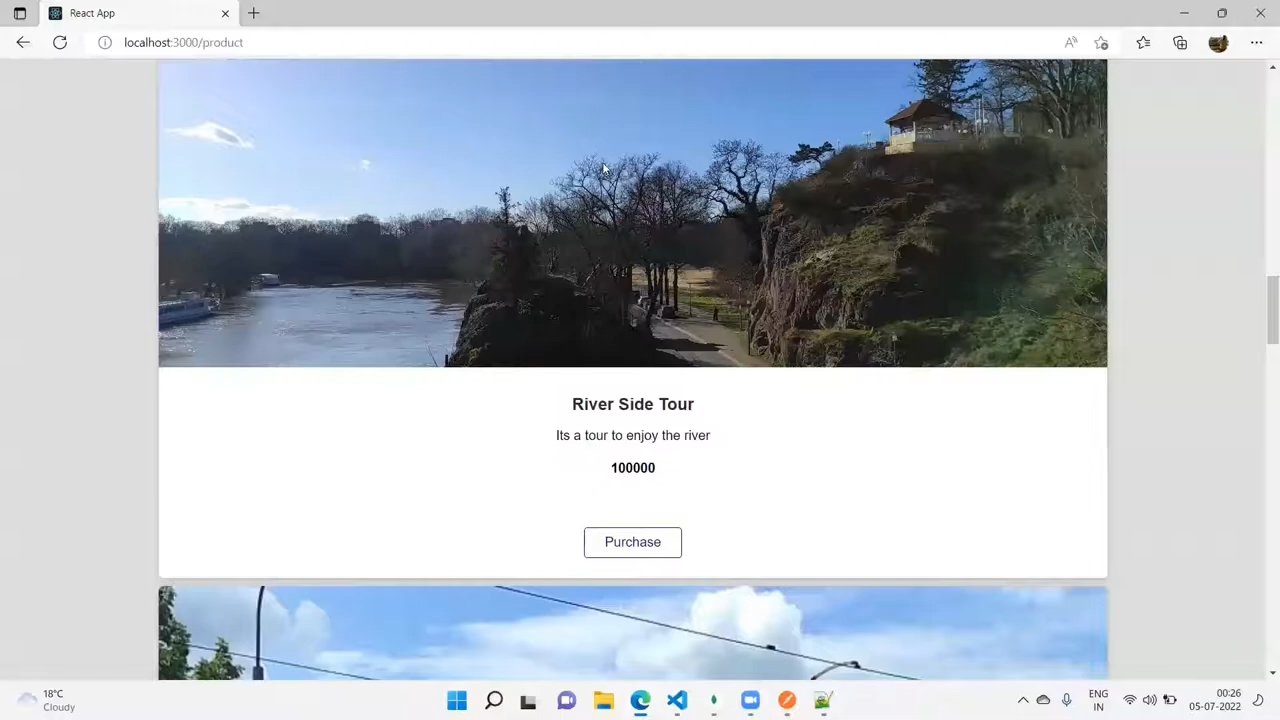 React App
localhost:3000/product
River Side Tour
Its a tour to enjoy the river
100000
Purchase
18°C
Cloudy
ENG
IN
00:26
05-07-2022